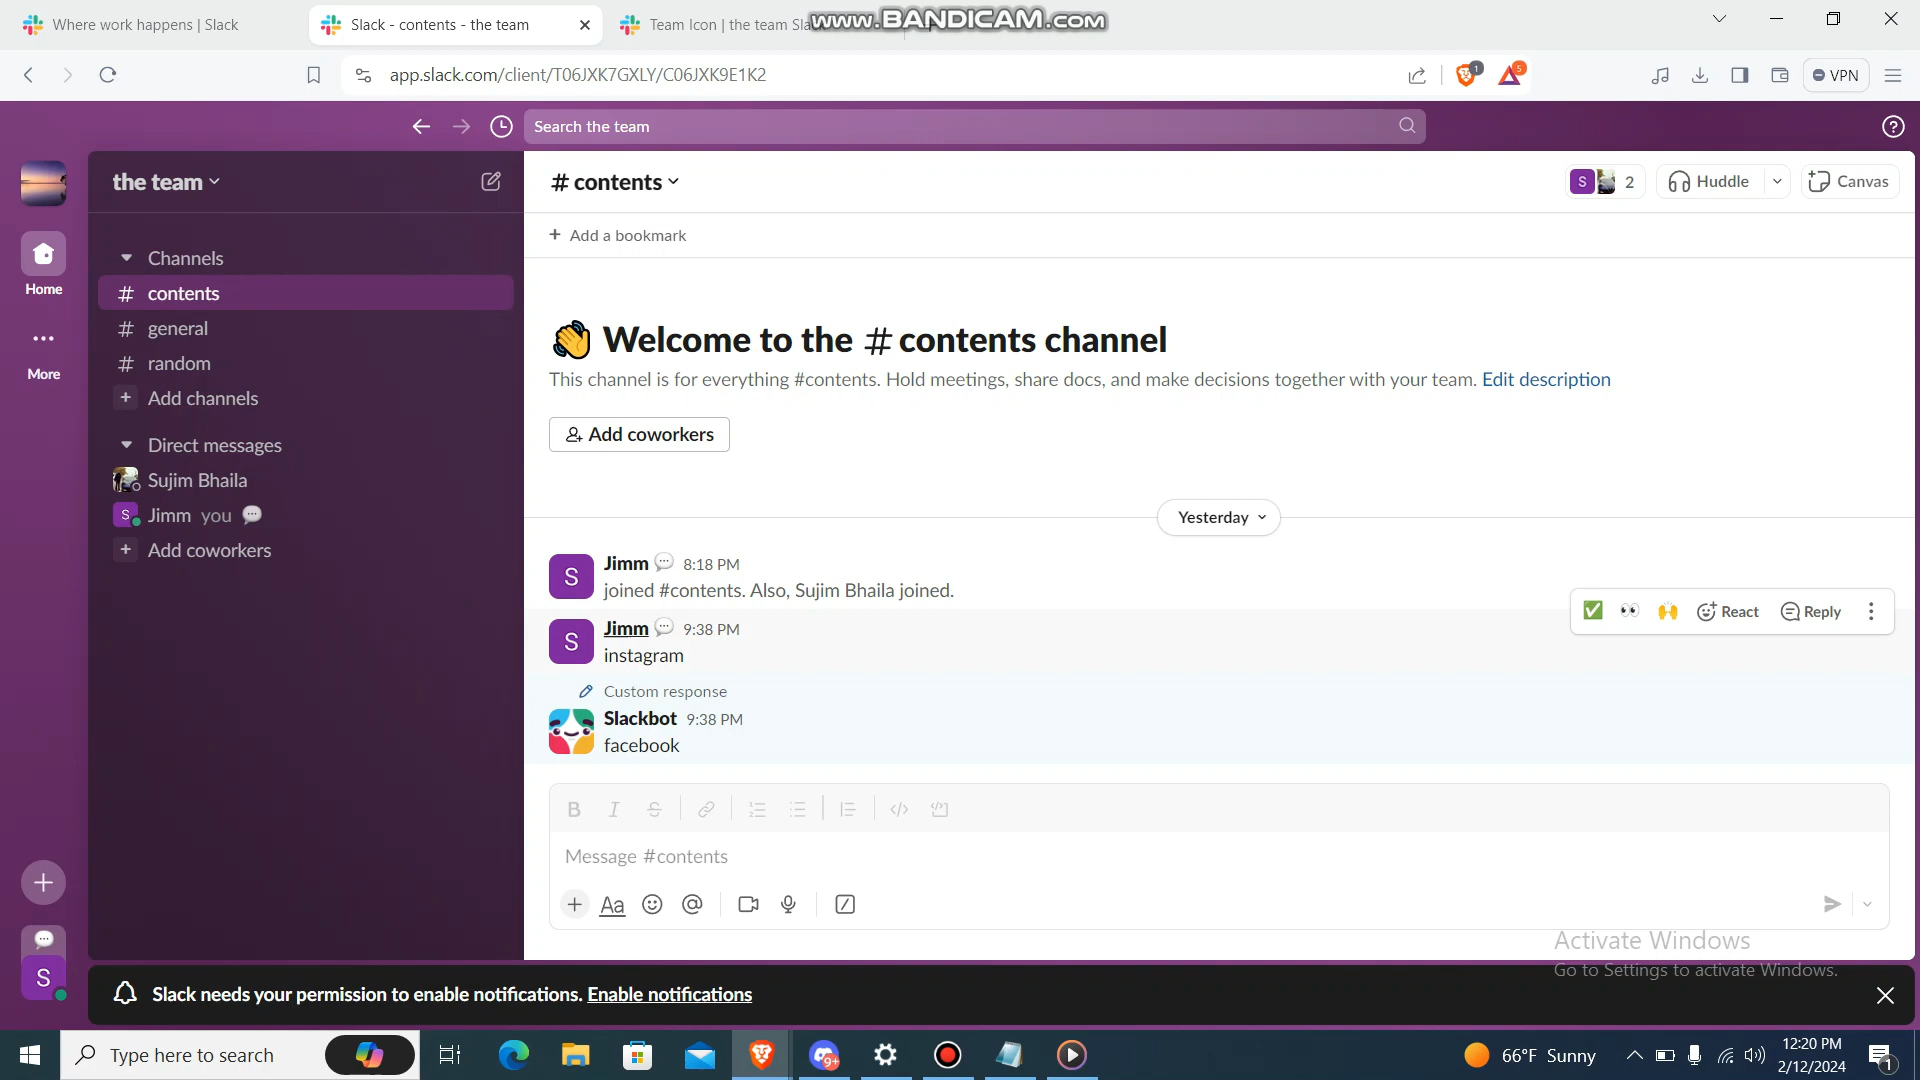 Where work happens | Slack
Slack - contents - the team
Team Icon | the team Sla
www.BANDICAM.com
app.slack.com/client/T06JXK7GXLY/C06JXK9E1K2
1
5
VPN
Search the team
the team
# contents
2
Huddle
Canvas
+ Add a bookmark
Home
More
Channels
# contents
# general
# random
+ Add channels
Direct messages
Sujim Bhaila
S Jimm you
+ Add coworkers
Welcome to the # contents channel
This channel is for everything #contents. Hold meetings, share docs, and make decisions together with your team. Edit description
Add coworkers
Yesterday
S
Jimm 8:18 PM
joined #contents. Also, Sujim Bhaila joined.
React
Reply
S
Jimm 9:38 PM
instagram
Custom response
Slackbot 9:38 PM
facebook
B I S
Message #contents
+ Aa @
S
Activate Windows
Go to Settings to activate Windows.
Slack needs your permission to enable notifications. Enable notifications
Type here to search
9+
66°F Sunny
12:20 PM
2/12/2024
1